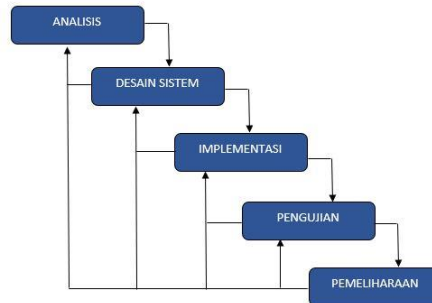 ANALISIS
DESAIN SISTEM
IMPLEMENTASI
PENGUJIAN
PEMELIHARAAN